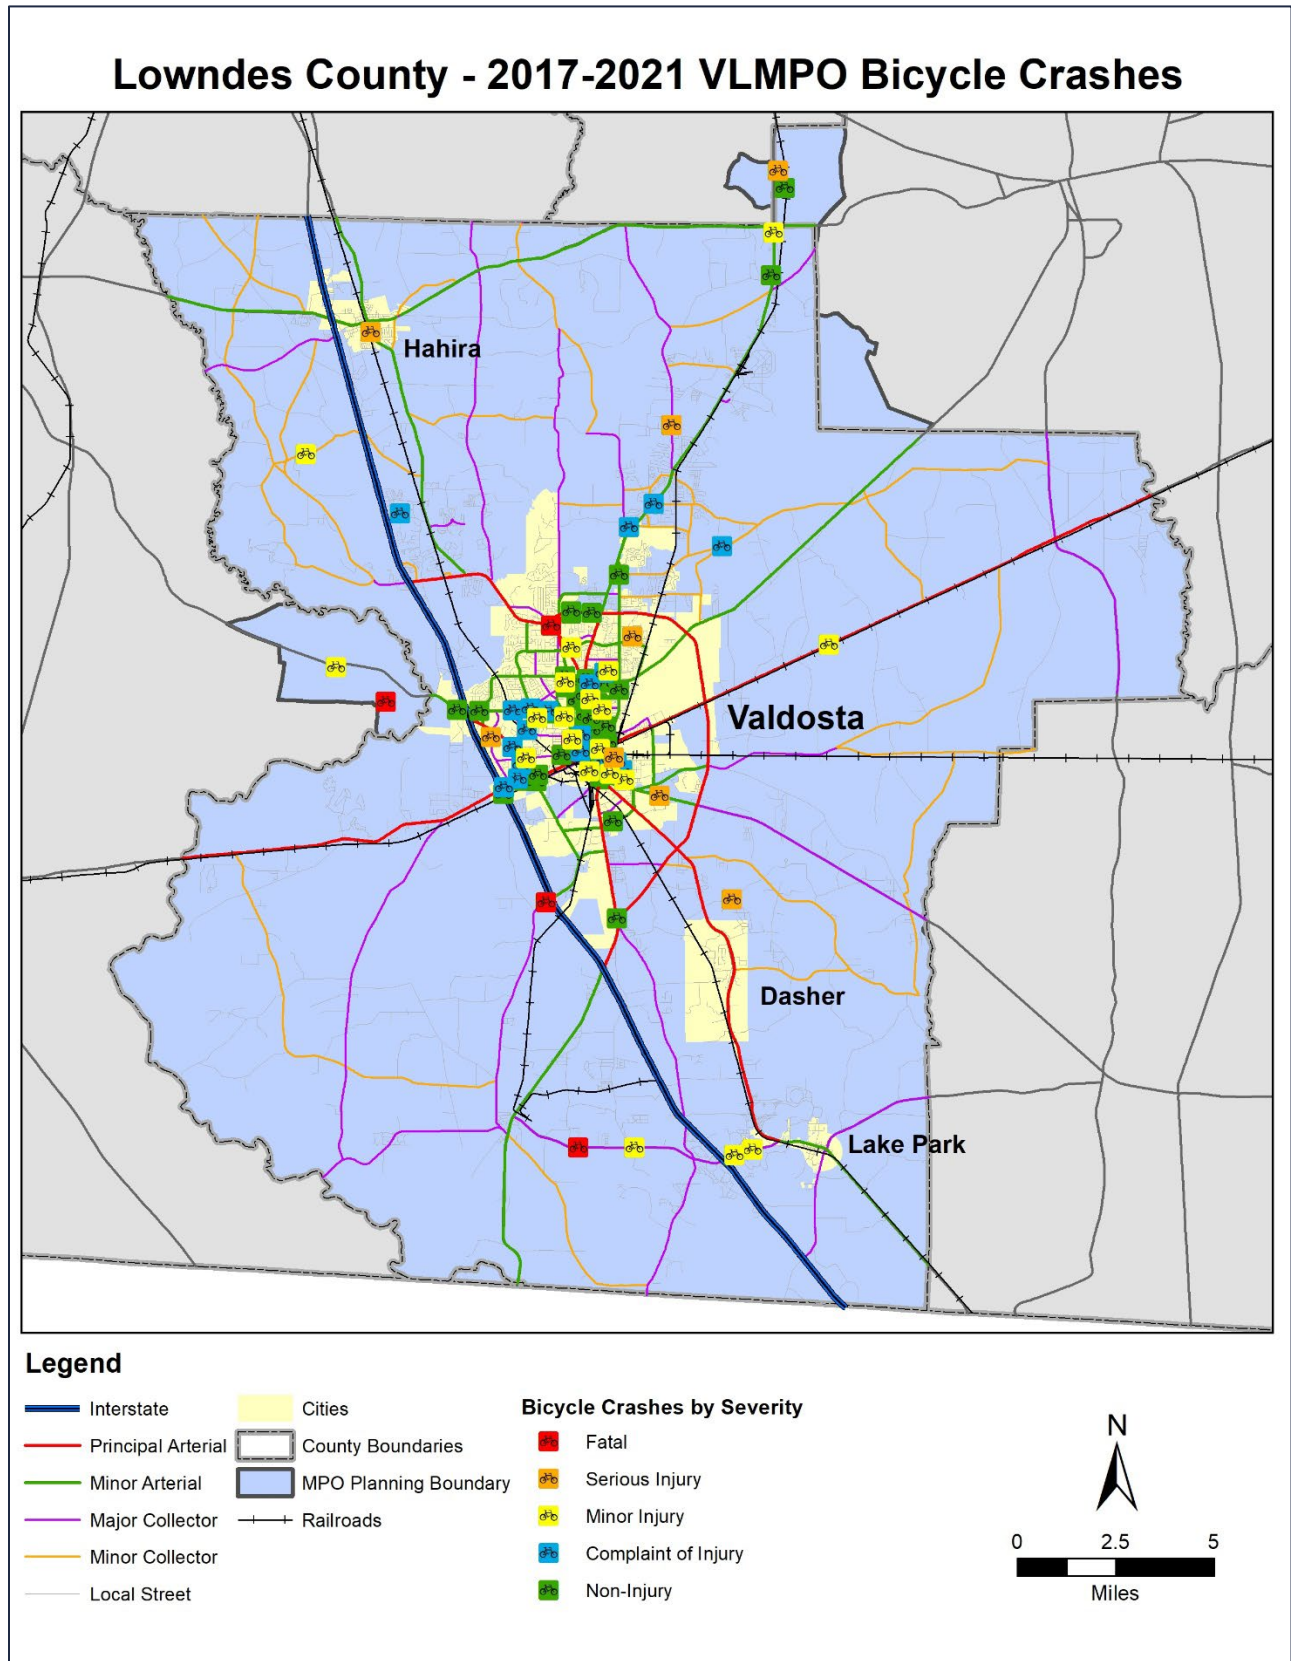 Lowndes County - 2017-2021 VLMPO Bicycle Crashes
Hahira
Valdosta
Dasher
Lake Park
Legend
Interstate
Principal Arterial
Minor Arterial
Major Collector
Minor Collector
Local Street
Cities
County Boundaries
MPO Planning Boundary
Railroads
Bicycle Crashes by Severity
Fatal
Serious Injury
Minor Injury
Complaint of Injury
Non-Injury
N
0 2.5 5
Miles